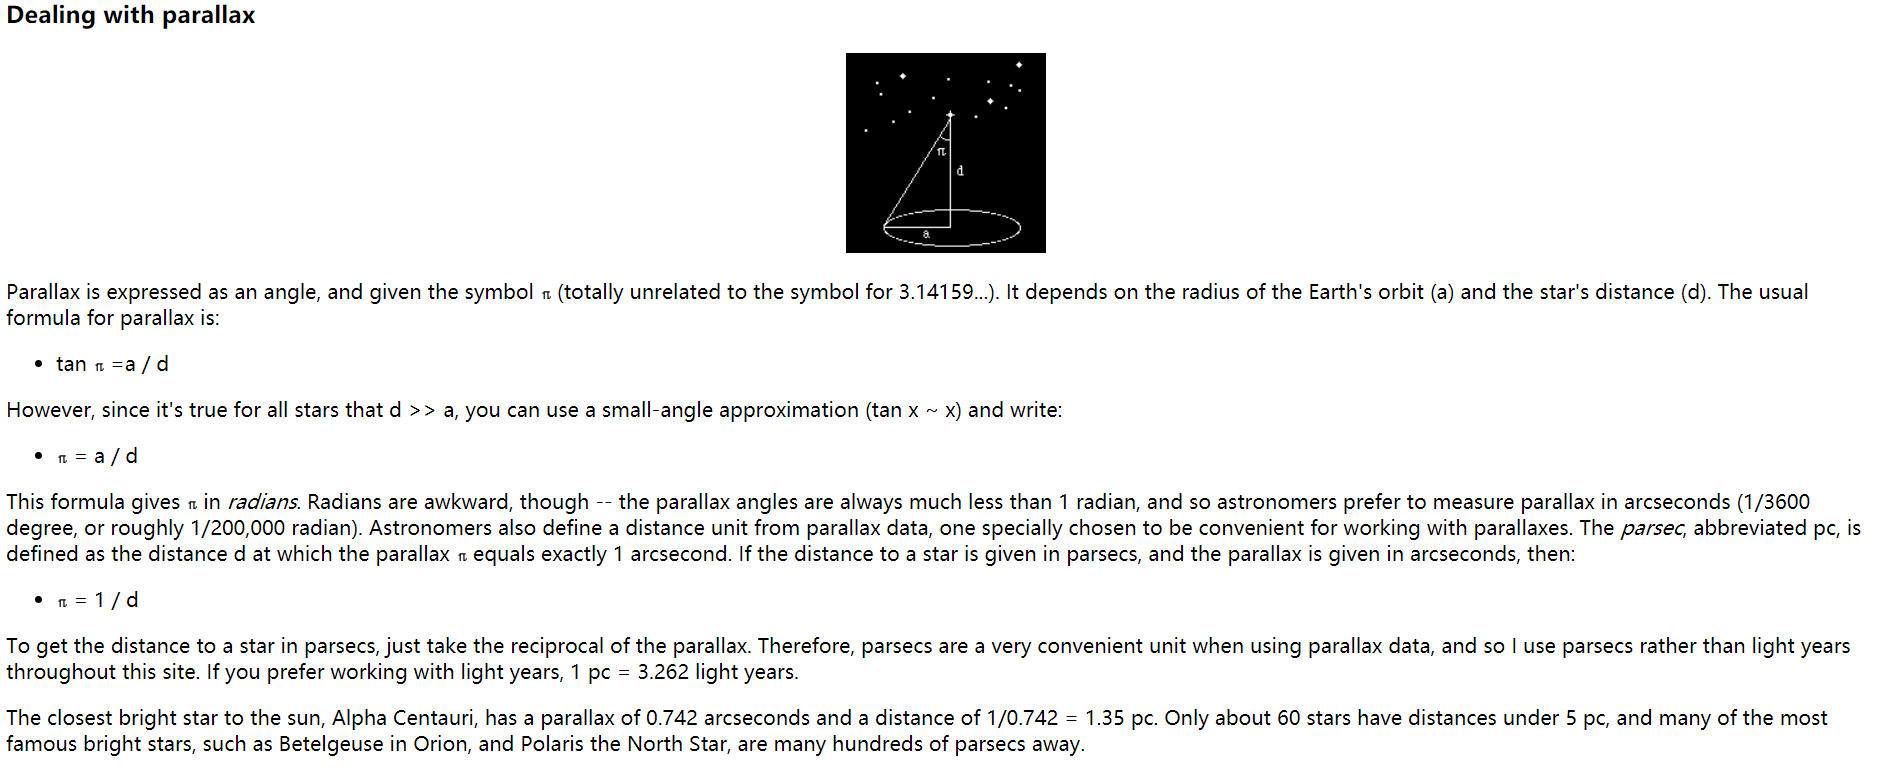 Dealing with parallax
π
d
a
Parallax is expressed as an angle, and given the symbol π (totally unrelated to the symbol for 3.14159...). It depends on the radius of the Earth's orbit (a) and the star's distance (d). The usual
formula for parallax is:
• tan π =a / d
However, since it's true for all stars that d >> a, you can use a small-angle approximation (tan x ~ x) and write:
• π = a / d
This formula gives π in radians. Radians are awkward, though -- the parallax angles are always much less than 1 radian, and so astronomers prefer to measure parallax in arcseconds (1/3600
degree, or roughly 1/200,000 radian). Astronomers also define a distance unit from parallax data, one specially chosen to be convenient for working with parallaxes. The parsec, abbreviated pc, is
defined as the distance d at which the parallax π equals exactly 1 arcsecond. If the distance to a star is given in parsecs, and the parallax is given in arcseconds, then:
• π = 1 / d
To get the distance to a star in parsecs, just take the reciprocal of the parallax. Therefore, parsecs are a very convenient unit when using parallax data, and so I use parsecs rather than light years
throughout this site. If you prefer working with light years, 1 pc = 3.262 light years.
The closest bright star to the sun, Alpha Centauri, has a parallax of 0.742 arcseconds and a distance of 1/0.742 = 1.35 pc. Only about 60 stars have distances under 5 pc, and many of the most
famous bright stars, such as Betelgeuse in Orion, and Polaris the North Star, are many hundreds of parsecs away.